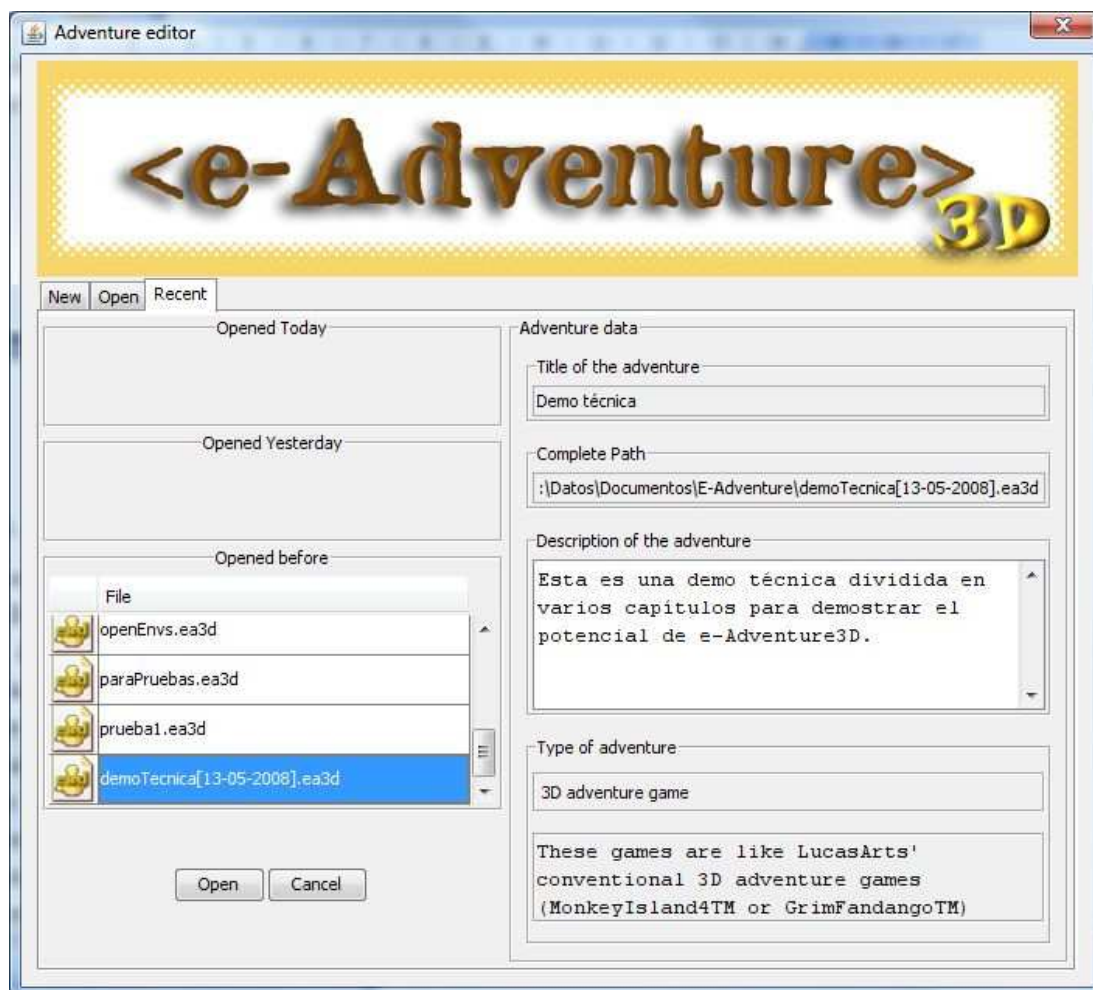 Adventure editor
<e-Adventure>
3D
New Open Recent
Opened Today
Opened Yesterday
Opened before
File
openEnvs.ea3d
paraPruebas.ea3d
prueba1.ea3d
demoTecnica[13-05-2008].ea3d
Open Cancel
Adventure data
Title of the adventure
Demo técnica
Complete Path
:\Datos\Documentos\E-Adventure\demoTecnica[13-05-2008].ea3d
Description of the adventure
Esta es una demo técnica dividida en
varios capítulos para demostrar el
potencial de e-Adventure3D.
Type of adventure
3D adventure game
These games are like LucasArts'
conventional 3D adventure games
(MonkeyIsland4TM or GrimFandangoTM)